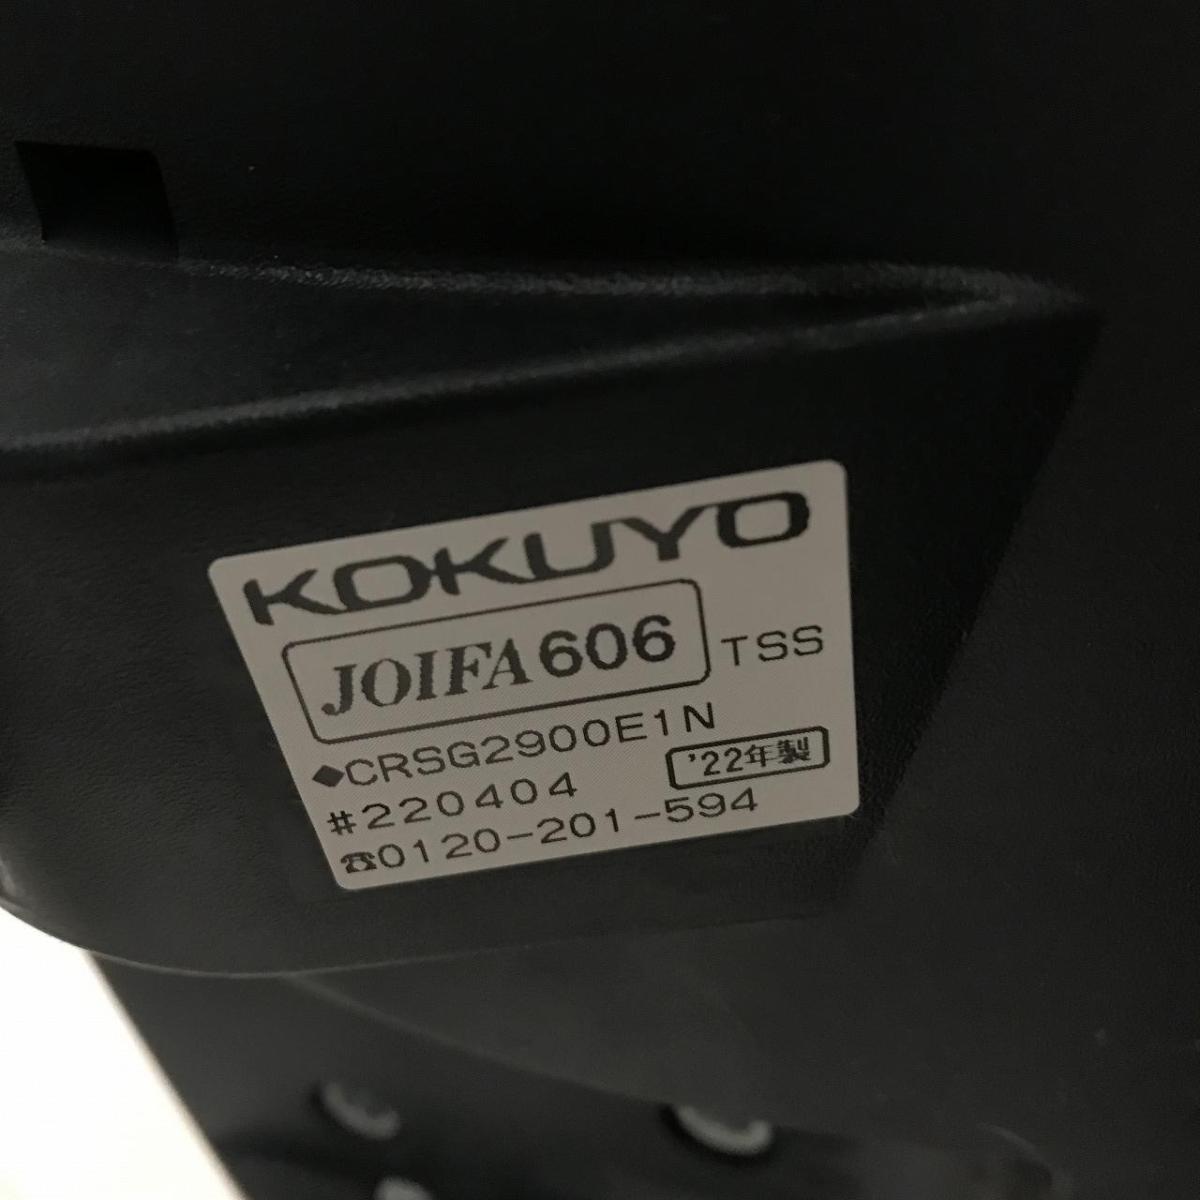 KOKUYO
JOIFA606 TSS
◆CRSG2900E1N
#220404 '22年製
☎0120-201-594